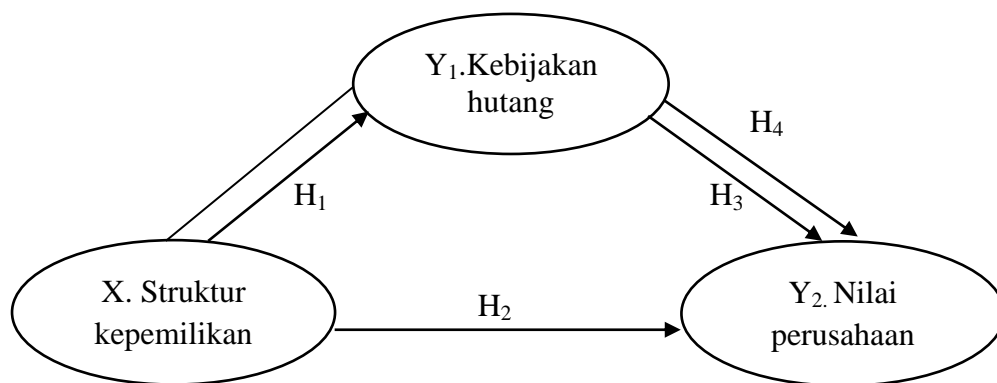 Y₁.Kebijakan
hutang
H₄
H₁
H₃
X. Struktur
kepemilikan
H₂
Y₂. Nilai
perusahaan